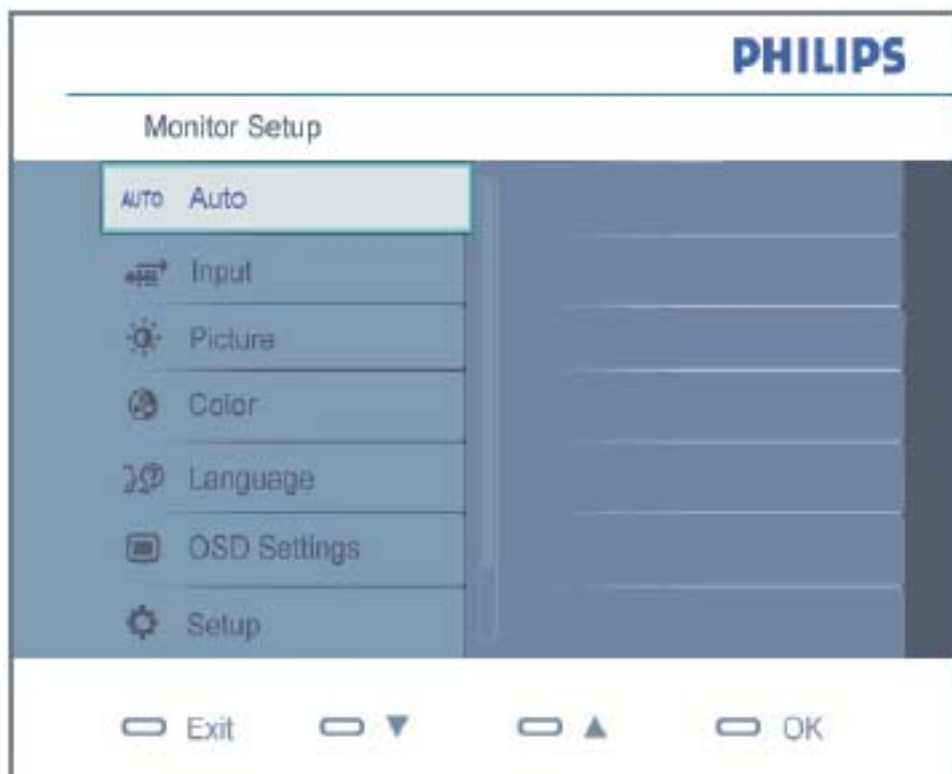 PHILIPS
Monitor Setup
AUTO Auto
Input
Picture
Color
Language
OSD Settings
Setup
Exit ▼ ▲ OK